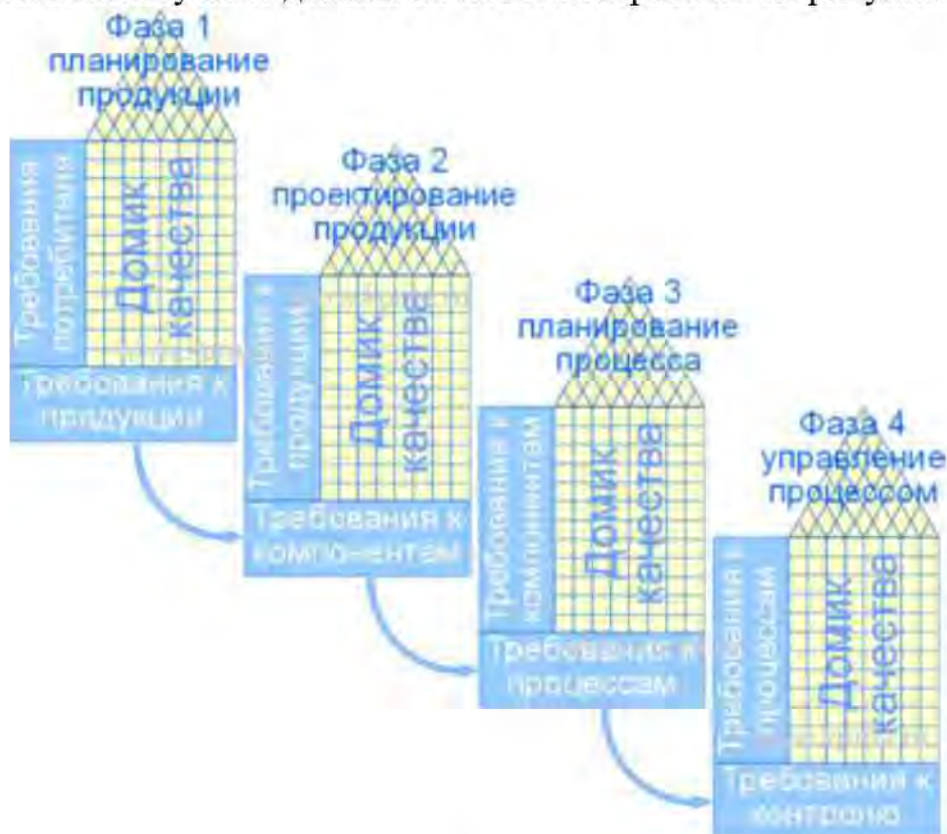 Фаза 1
планирование
продукции
Требования
потребителя
Домик
качества
Требования к
продукции
Фаза 2
проектирование
продукции
Требования к
продукции
Домик
качества
Требования к
компонентам
Фаза 3
планирование
процесса
Требования к
компонентам
Домик
качества
Требования к
процессам
Фаза 4
управление
процессом
Требования к
процессам
Домик
качества
Требования к
контролю